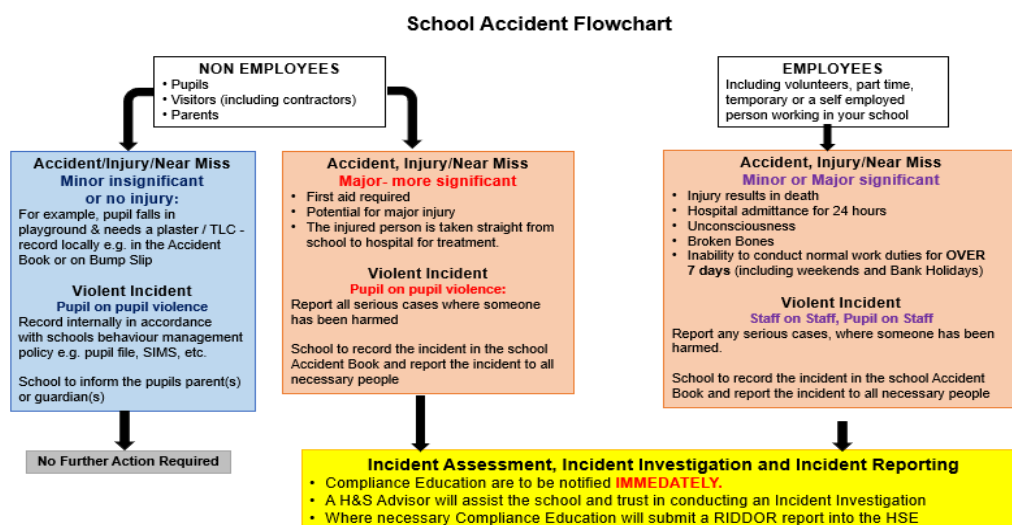 School Accident Flowchart
NON EMPLOYEES
• Pupils
• Visitors (including contractors)
• Parents
EMPLOYEES
Including volunteers, part time,
temporary or a self employed
person working in your school
Accident/Injury/Near Miss
Minor insignificant
or no injury:
For example, pupil falls in
playground & needs a plaster / TLC -
record locally e.g. in the Accident
Book or on Bump Slip
Violent Incident
Pupil on pupil violence
Record internally in accordance
with schools behaviour management
policy e.g. pupil file, SIMS, etc.
School to inform the pupils parent(s)
or guardian(s)
No Further Action Required
Accident, Injury/Near Miss
Major- more significant
• First aid required
• Potential for major injury
• The injured person is taken straight from
school to hospital for treatment.
Violent Incident
Pupil on pupil violence:
Report all serious cases where someone
has been harmed
School to record the incident in the school
Accident Book and report the incident to all
necessary people
Accident, Injury/Near Miss
Minor or Major significant
• Injury results in death
• Hospital admittance for 24 hours
• Unconsciousness
• Broken Bones
• Inability to conduct normal work duties for OVER
7 days (including weekends and Bank Holidays)
Violent Incident
Staff on Staff, Pupil on Staff
Report any serious cases, where someone has been
harmed.
School to record the incident in the school Accident
Book and report the incident to all necessary people
Incident Assessment, Incident Investigation and Incident Reporting
• Compliance Education are to be notified IMMEDIATELY.
• A H&S Advisor will assist the school and trust in conducting an Incident Investigation
• Where necessary Compliance Education will submit a RIDDOR report into the HSE